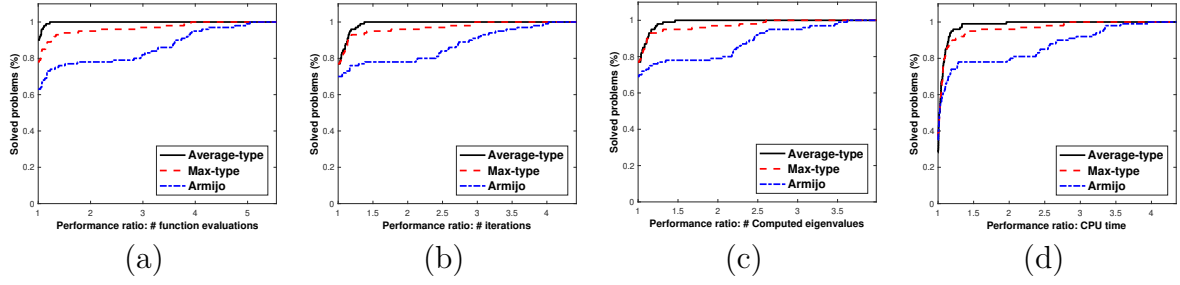 Solved problems (%)
1
0.8
0.6
0.4
0.2
0
Average-type
Max-type
Armijo
1 2 3 4 5
Performance ratio: # function evaluations
(a)
Solved problems (%)
1
0.8
0.6
0.4
0.2
0
Average-type
Max-type
Armijo
1 1.5 2 2.5 3 3.5 4
Performance ratio: # iterations
(b)
Solved problems (%)
1
0.8
0.6
0.4
0.2
0
Average-type
Max-type
Armijo
1 1.5 2 2.5 3 3.5
Performance ratio: # Computed eigenvalues
(c)
Solved problems (%)
1
0.8
0.6
0.4
0.2
0
Average-type
Max-type
Armijo
1 1.5 2 2.5 3 3.5 4
Performance ratio: CPU time
(d)